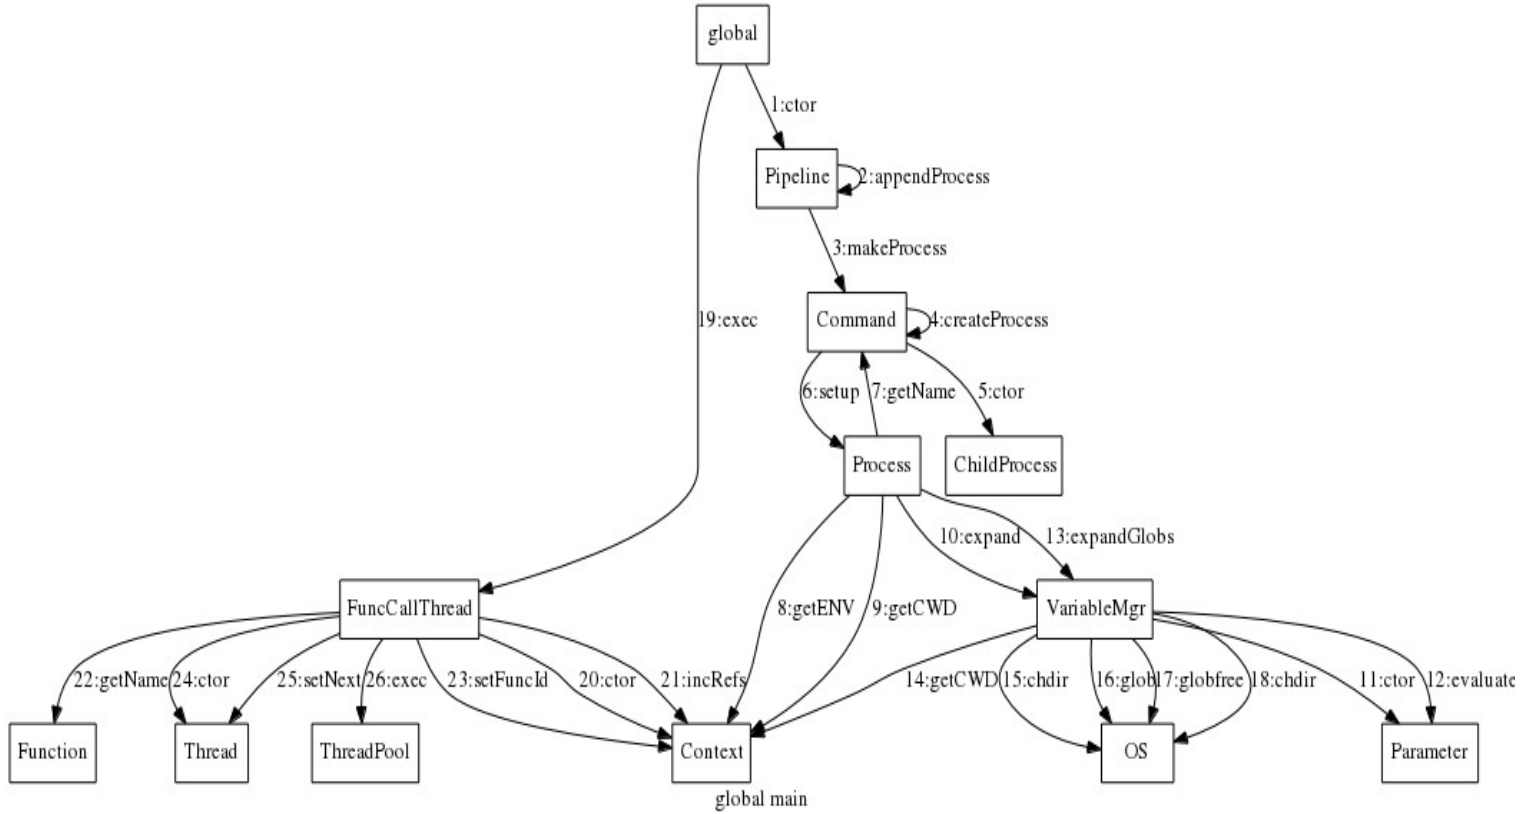 global
1:ctor
Pipeline
2:appendProcess
3:makeProcess
19:exec
Command
4:createProcess
6:setup
7:getName
5:ctor
Process
ChildProcess
10:expand
13:expandGlobs
FuncCallThread
8:getENV
9:getCWD
VariableMgr
22:getName
24:ctor
25:setNext
26:exec
23:setFuncId
20:ctor
21:incRefs
14:getCWD
15:chdir
16:glob
17:globfree
18:chdir
11:ctor
12:evaluate
Function
Thread
ThreadPool
Context
OS
Parameter
global main